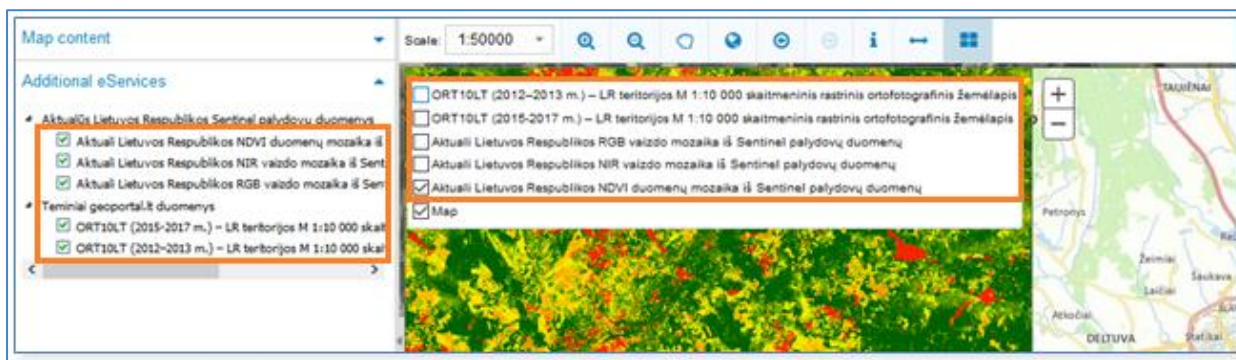 Map content
Additional eServices
Aktualūs Lietuvos Respublikos Sentinel palydovų duomenys
Aktuali Lietuvos Respublikos NDVI duomenų mozaika iš
Aktuali Lietuvos Respublikos NIR vaizdo mozaika iš Sent
Aktuali Lietuvos Respublikos RGB vaizdo mozaika iš Sen
Teminiai geoportal.lt duomenys
ORT10LT (2015-2017 m.) – LR teritorijos M 1:10 000 skait
ORT10LT (2012–2013 m.) – LR teritorijos M 1:10 000 skai
Scale: 1:50000
ORT10LT (2012–2013 m.) – LR teritorijos M 1:10 000 skaitmeninis rastrinis ortofotografinis žemėlapis
ORT10LT (2015-2017 m.) – LR teritorijos M 1:10 000 skaitmeninis rastrinis ortofotografinis žemėlapis
Aktuali Lietuvos Respublikos RGB vaizdo mozaika iš Sentinel palydovų duomenų
Aktuali Lietuvos Respublikos NIR vaizdo mozaika iš Sentinel palydovų duomenų
Aktuali Lietuvos Respublikos NDVI duomenų mozaika iš Sentinel palydovų duomenų
Map
TAUJĖNAI
Petronys
Žeimiai
Šaukava
Laičiai
Atkočiai
DELTUVA